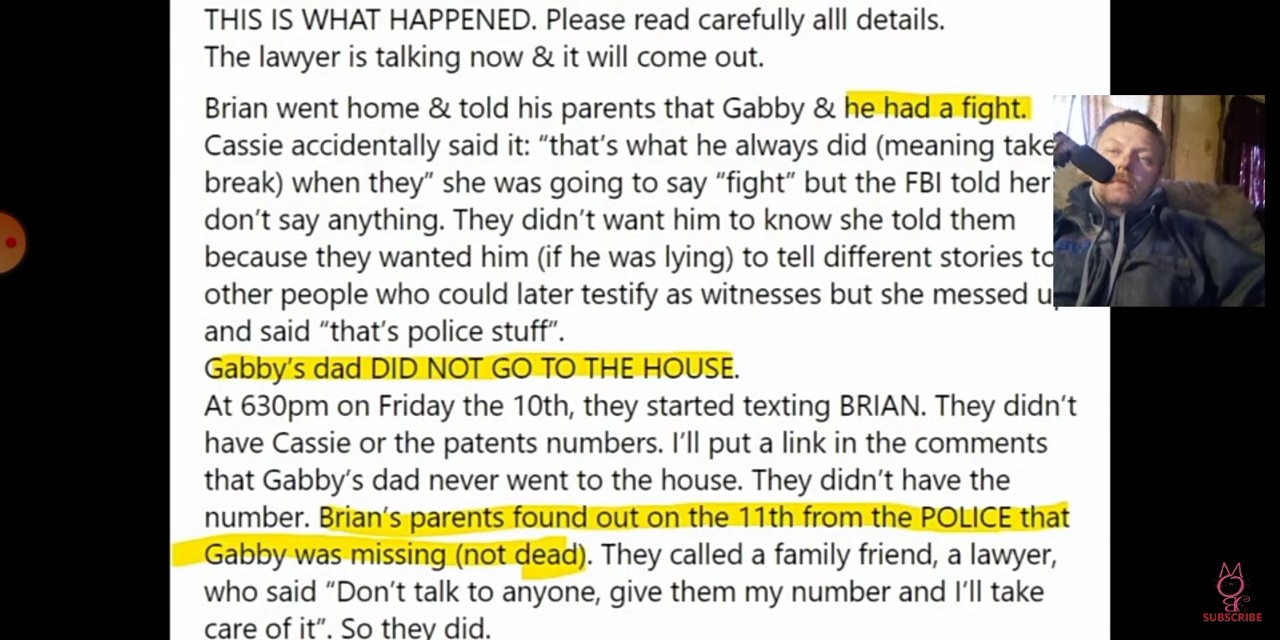 THIS IS WHAT HAPPENED. Please read carefully alll details.
The lawyer is talking now & it will come out.
Brian went home & told his parents that Gabby & he had a fight.
Cassie accidentally said it: “that’s what he always did (meaning take
break) when they” she was going to say “fight” but the FBI told her
don’t say anything. They didn’t want him to know she told them
because they wanted him (if he was lying) to tell different stories to
other people who could later testify as witnesses but she messed
and said “that’s police stuff”.
Gabby’s dad DID NOT GO TO THE HOUSE.
At 630pm on Friday the 10th, they started texting BRIAN. They didn’t
have Cassie or the patents numbers. I’ll put a link in the comments
that Gabby’s dad never went to the house. They didn’t have the
number. Brian’s parents found out on the 11th from the POLICE that
Gabby was missing (not dead). They called a family friend, a lawyer,
who said “Don’t talk to anyone, give them my number and I’ll take
care of it”. So they did.
SUBSCRIBE